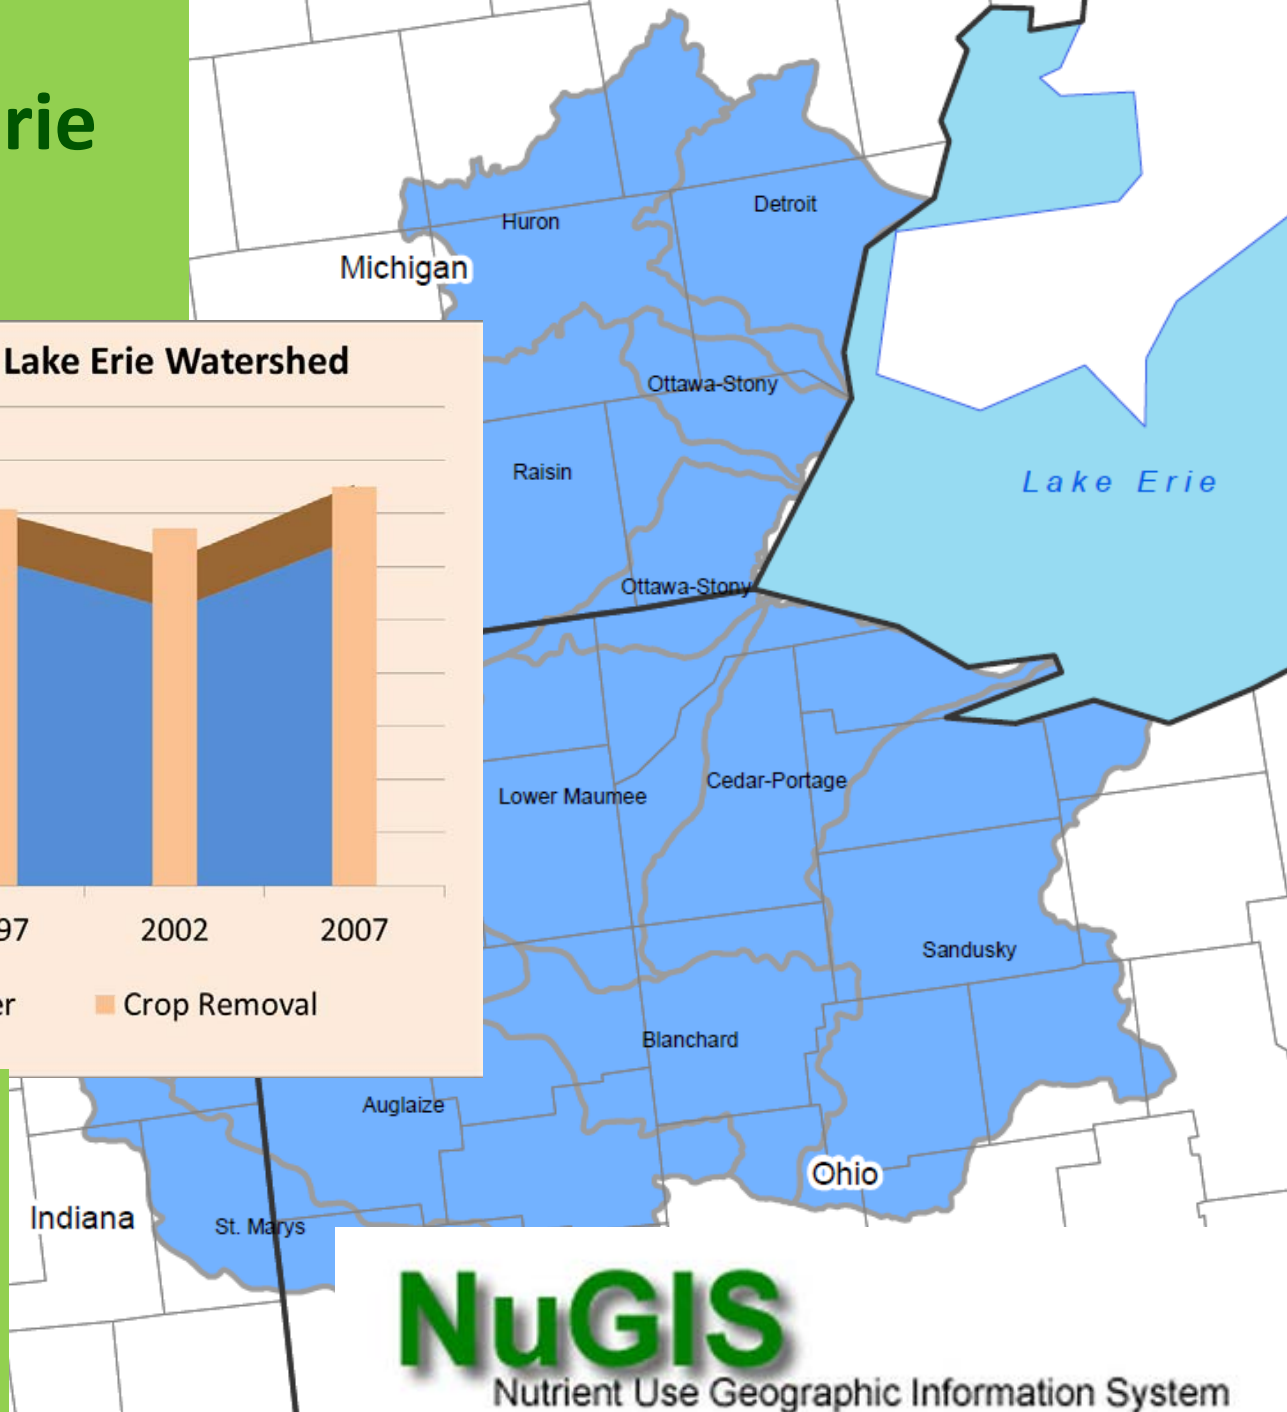 rie
Detroit
Huron
Michigan
Lake Erie Watershed
Ottawa-Stony
Raisin
Lake Erie
Ottawa-Stony
Cedar-Portage
Lower Maumee
97 2002 2007
Sandusky
er Crop Removal
Blanchard
Auglaize
Ohio
Indiana
St. Marys
NuGIS
Nutrient Use Geographic Information System